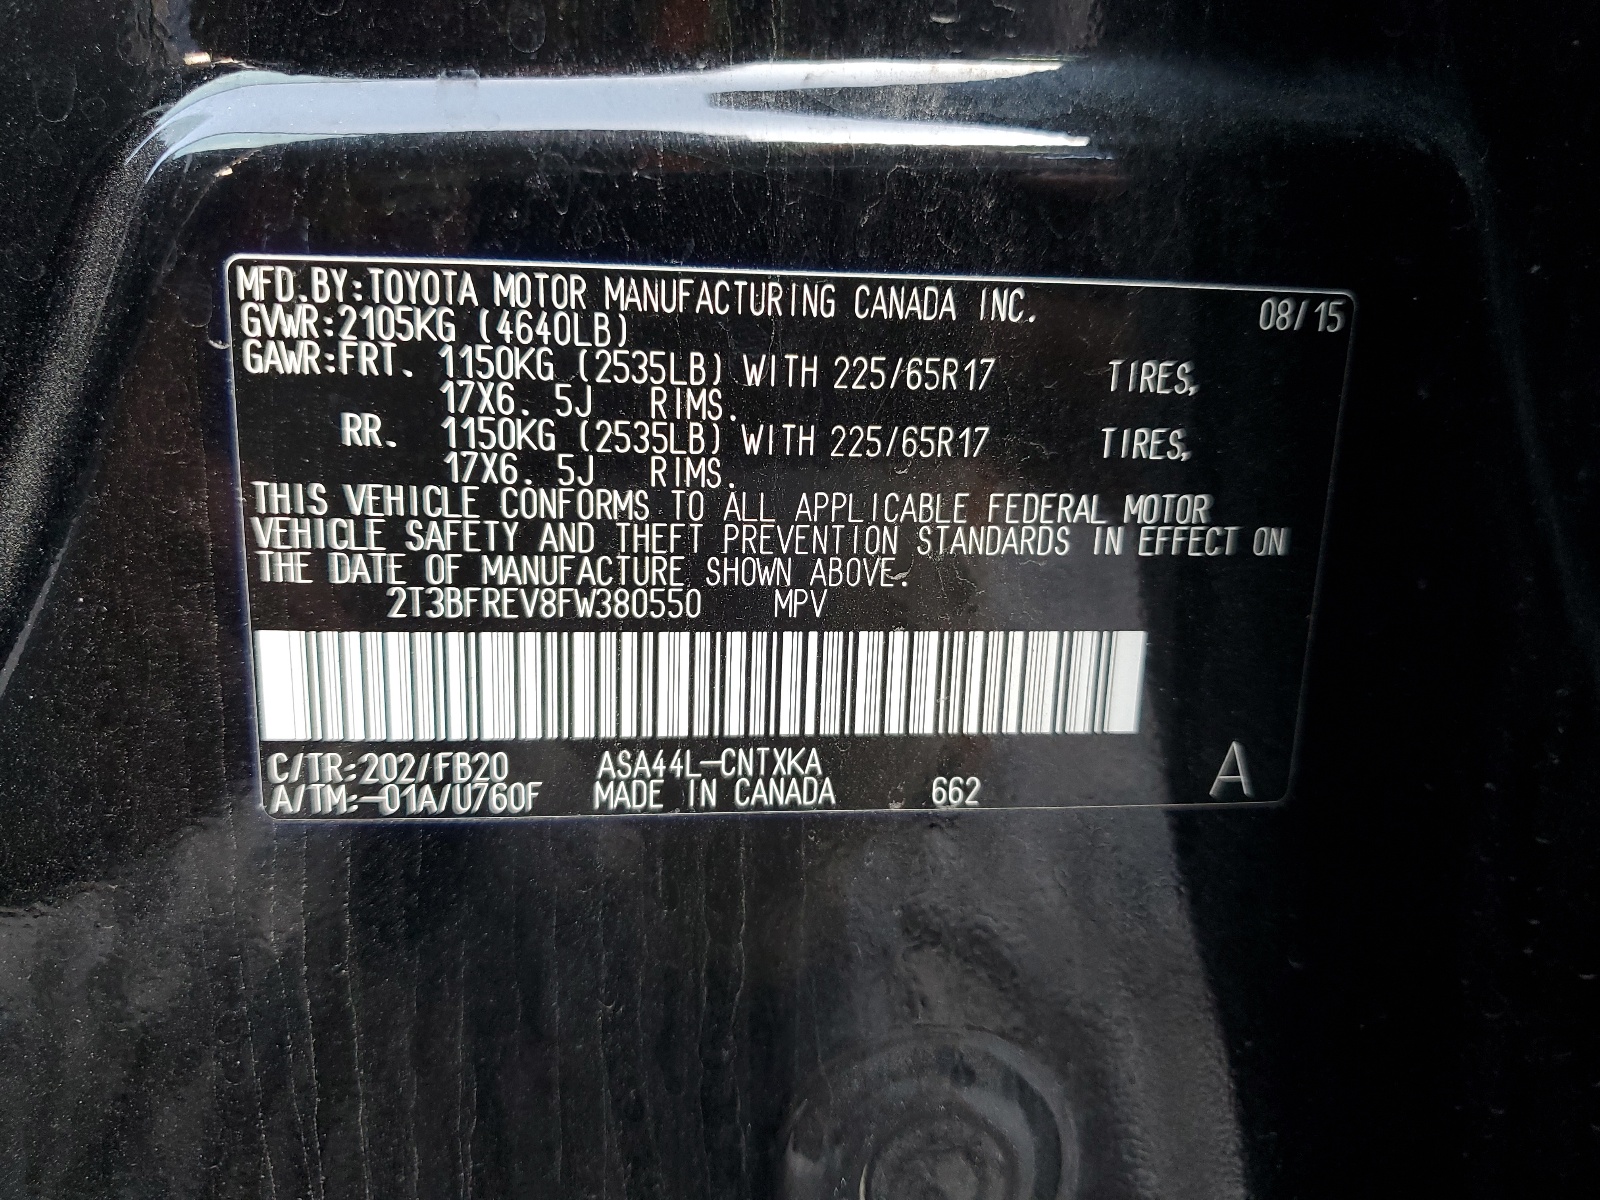 MFD.BY:TOYOTA MOTOR MANUFACTURING CANADA INC. 08/15
GVWR:2105KG (4640LB)
GAWR:FRT. 1150KG (2535LB) WITH 225/65R17 TIRES,
17X6.5J RIMS.
RR. 1150KG (2535LB) WITH 225/65R17 TIRES,
17X6.5J RIMS.
THIS VEHICLE CONFORMS TO ALL APPLICABLE FEDERAL MOTOR
VEHICLE SAFETY AND THEFT PREVENTION STANDARDS IN EFFECT ON
THE DATE OF MANUFACTURE SHOWN ABOVE.
2T3BFREV8FW380550 MPV
C/TR:202/FB20 ASA44L-CNTXKA A
A/TM:-01A/U760F MADE IN CANADA 662